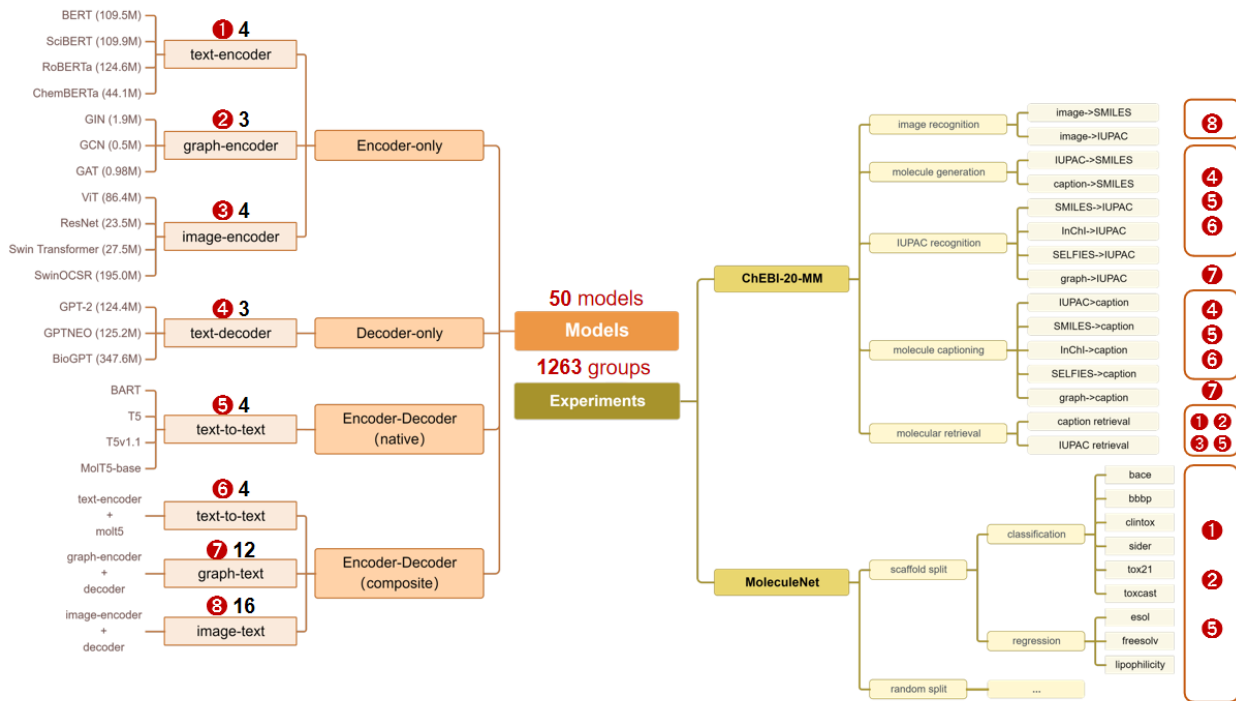 BERT (109.5M)
SciBERT (109.9M)
RoBERTa (124.6M)
ChemBERTa (44.1M)
❶ 4
text-encoder
GIN (1.9M)
GCN (0.5M)
GAT (0.98M)
❷ 3
graph-encoder
ViT (86.4M)
ResNet (23.5M)
Swin Transformer (27.5M)
SwinOCSR (195.0M)
❸ 4
image-encoder
Encoder-only
GPT-2 (124.4M)
GPTNEO (125.2M)
BioGPT (347.6M)
❹ 3
text-decoder
Decoder-only
BART
T5
T5v1.1
MolT5-base
❺ 4
text-to-text
Encoder-Decoder
(native)
text-encoder
+
molt5
❻ 4
text-to-text
graph-encoder
+
decoder
❼ 12
graph-text
image-encoder
+
decoder
❽ 16
image-text
Encoder-Decoder
(composite)
50 models
Models
1263 groups
Experiments
ChEBI-20-MM
image recognition
image->SMILES
image->IUPAC
❽
molecule generation
IUPAC->SMILES
caption->SMILES
IUPAC recognition
SMILES->IUPAC
InChI->IUPAC
SELFIES->IUPAC
graph->IUPAC
❹
❺
❻
❼
molecule captioning
IUPAC>caption
SMILES->caption
InChI->caption
SELFIES->caption
graph->caption
❹
❺
❻
❼
molecular retrieval
caption retrieval
IUPAC retrieval
❶ ❷
❸ ❺
MoleculeNet
scaffold split
classification
bace
bbbp
clintox
sider
tox21
toxcast
regression
esol
freesolv
lipophilicity
❶
❷
❺
random split
...